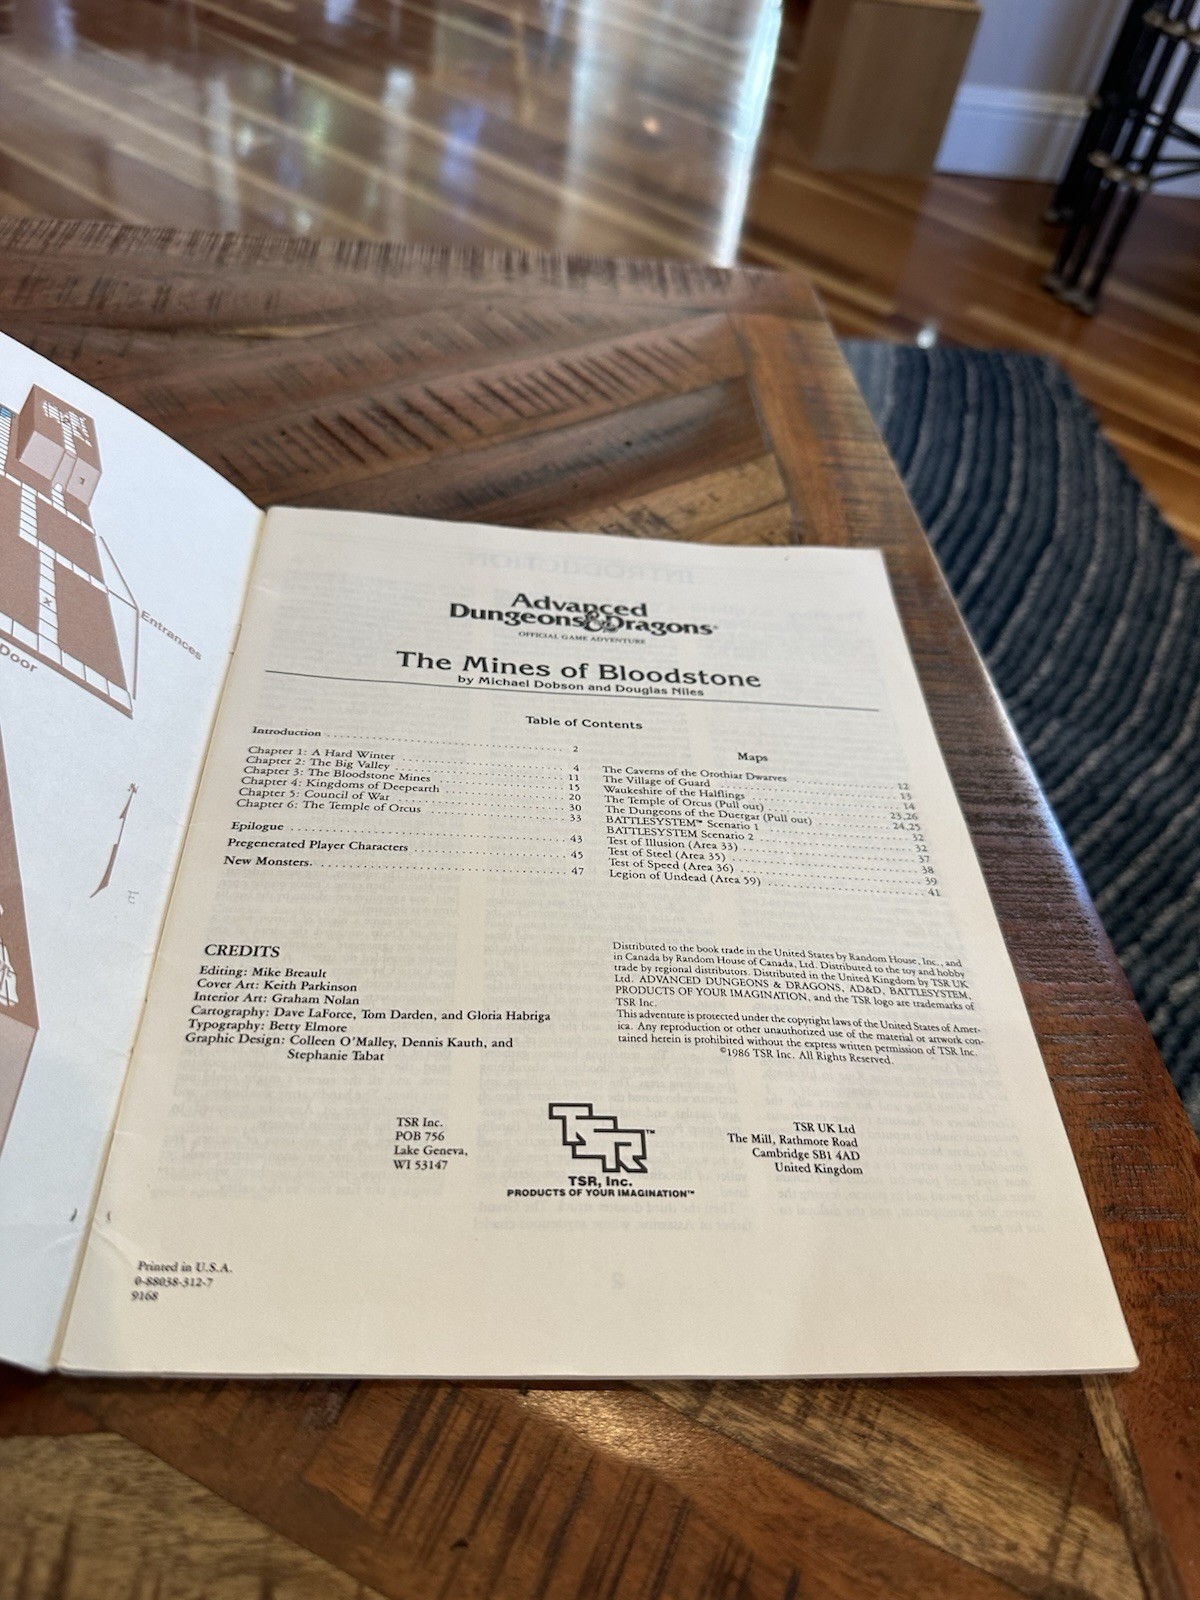 Entrances
Door
N
E
Advanced
Dungeons & Dragons®
OFFICIAL GAME ADVENTURE
The Mines of Bloodstone
by Michael Dobson and Douglas Niles
Table of Contents
Introduction 2
Chapter 1: A Hard Winter 4
Chapter 2: The Big Valley 11
Chapter 3: The Bloodstone Mines 15
Chapter 4: Kingdoms of Deepearth 20
Chapter 5: Council of War 30
Chapter 6: The Temple of Orcus 33
Epilogue 43
Pregenerated Player Characters 45
New Monsters. 47
Maps
The Caverns of the Orothiar Dwarves 12
The Village of Guard 13
Waukeshire of the Halflings 14
The Temple of Orcus (Pull out) 23,26
The Dungeons of the Duergar (Pull out) 24,25
BATTLESYSTEM™ Scenario 1 32
BATTLESYSTEM Scenario 2 32
Test of Illusion (Area 33) 37
Test of Steel (Area 35) 38
Test of Speed (Area 36) 39
Legion of Undead (Area 59) 41
CREDITS
Editing: Mike Breault
Cover Art: Keith Parkinson
Interior Art: Graham Nolan
Cartography: Dave LaForce, Tom Darden, and Gloria Habriga
Typography: Betty Elmore
Graphic Design: Colleen O'Malley, Dennis Kauth, and
Stephanie Tabat
Distributed to the book trade in the United States by Random House, Inc., and
in Canada by Random House of Canada, Ltd. Distributed to the toy and hobby
trade by regional distributors. Distributed in the United Kingdom by TSR UK
Ltd. ADVANCED DUNGEONS & DRAGONS, AD&D, BATTLESYSTEM,
PRODUCTS OF YOUR IMAGINATION, and the TSR logo are trademarks of
TSR Inc.
This adventure is protected under the copyright laws of the United States of Amer-
ica. Any reproduction or other unauthorized use of the material or artwork con-
tained herein is prohibited without the express written permission of TSR Inc.
©1986 TSR Inc. All Rights Reserved.
TSR Inc.
POB 756
Lake Geneva,
WI 53147
TSR™
TSR, Inc.
PRODUCTS OF YOUR IMAGINATION™
TSR UK Ltd
The Mill, Rathmore Road
Cambridge SB1 4AD
United Kingdom
Printed in U.S.A.
0-88038-312-7
9168